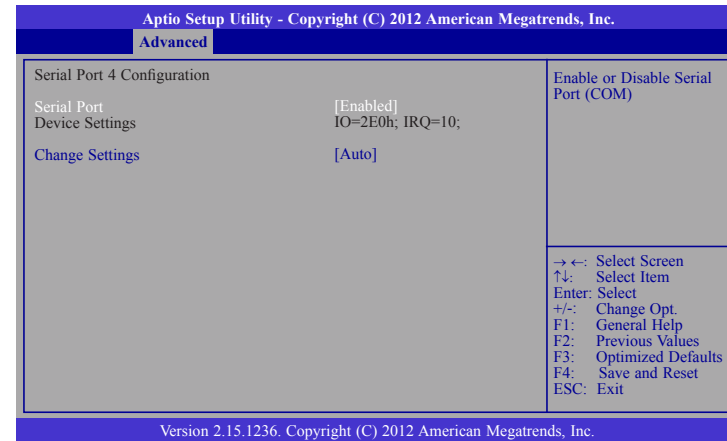 Aptio Setup Utility - Copyright (C) 2012 American Megatrends, Inc.
Advanced
Serial Port 4 Configuration
Serial Port [Enabled]
Device Settings IO=2E0h; IRQ=10;
Change Settings [Auto]
Enable or Disable Serial
Port (COM)
→ ←: Select Screen
↑↓: Select Item
Enter: Select
+/-: Change Opt.
F1: General Help
F2: Previous Values
F3: Optimized Defaults
F4: Save and Reset
ESC: Exit
Version 2.15.1236. Copyright (C) 2012 American Megatrends, Inc.